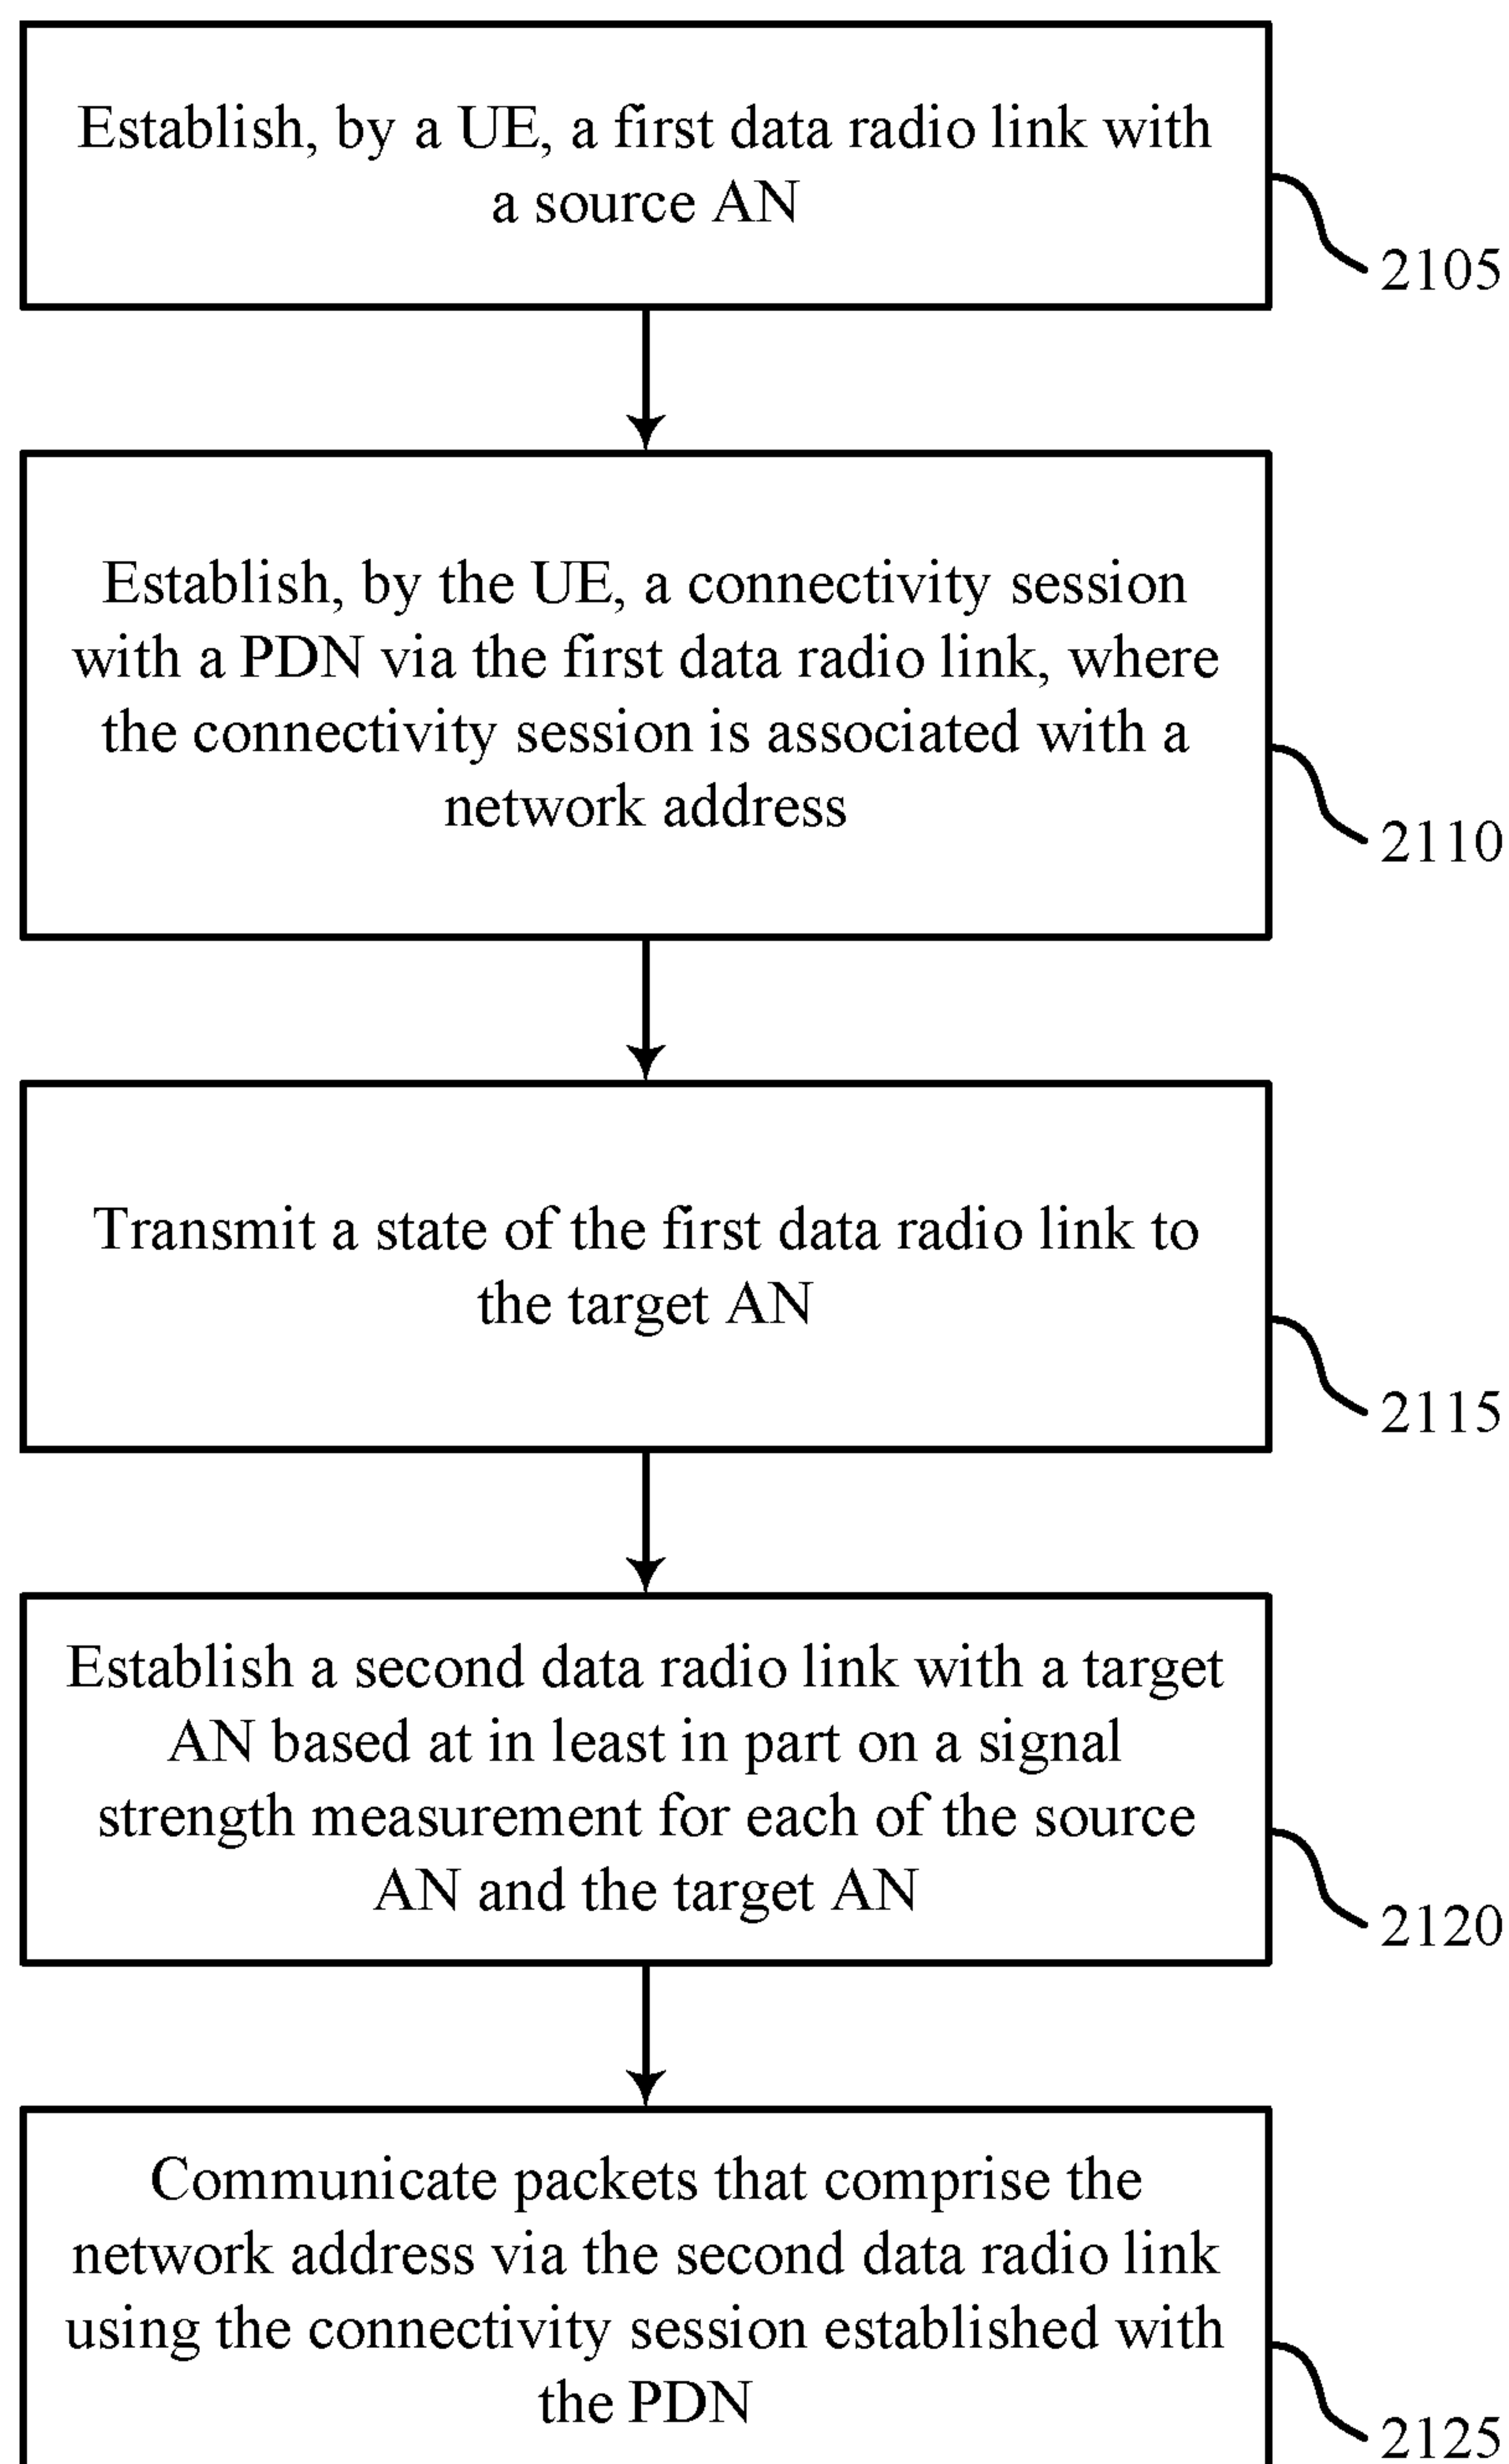 Establish, by a UE, a first data radio link with
a source AN
2105
Establish, by the UE, a connectivity session
with a PDN via the first data radio link, where
the connectivity session is associated with a
network address
2110
Transmit a state of the first data radio link to
the target AN
2115
Establish a second data radio link with a target
AN based at in least in part on a signal
strength measurement for each of the source
AN and the target AN
2120
Communicate packets that comprise the
network address via the second data radio link
using the connectivity session established with
the PDN
2125